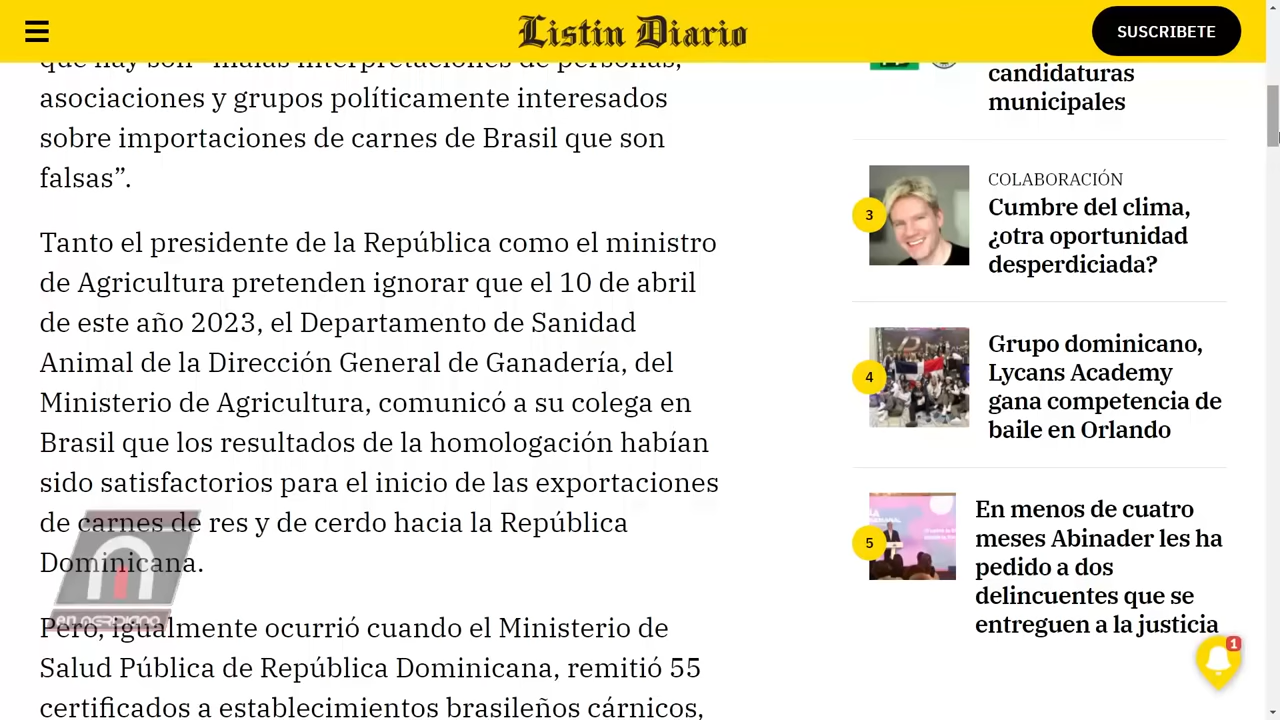 Listín Diario
SUSCRIBETE
que hay son "malas interpretaciones de personas,
asociaciones y grupos políticamente interesados
sobre importaciones de carnes de Brasil que son
falsas”.
Tanto el presidente de la República como el ministro
de Agricultura pretenden ignorar que el 10 de abril
de este año 2023, el Departamento de Sanidad
Animal de la Dirección General de Ganadería, del
Ministerio de Agricultura, comunicó a su colega en
Brasil que los resultados de la homologación habían
sido satisfactorios para el inicio de las exportaciones
de carnes de res y de cerdo hacia la República
Dominicana.
Pero, igualmente ocurrió cuando el Ministerio de
Salud Pública de República Dominicana, remitió 55
certificados a establecimientos brasileños cárnicos,
candidaturas
municipales
3
COLABORACIÓN
Cumbre del clima,
¿otra oportunidad
desperdiciada?
4
Grupo dominicano,
Lycans Academy
gana competencia de
baile en Orlando
5
En menos de cuatro
meses Abinader les ha
pedido a dos
delincuentes que se
entreguen a la justicia
1